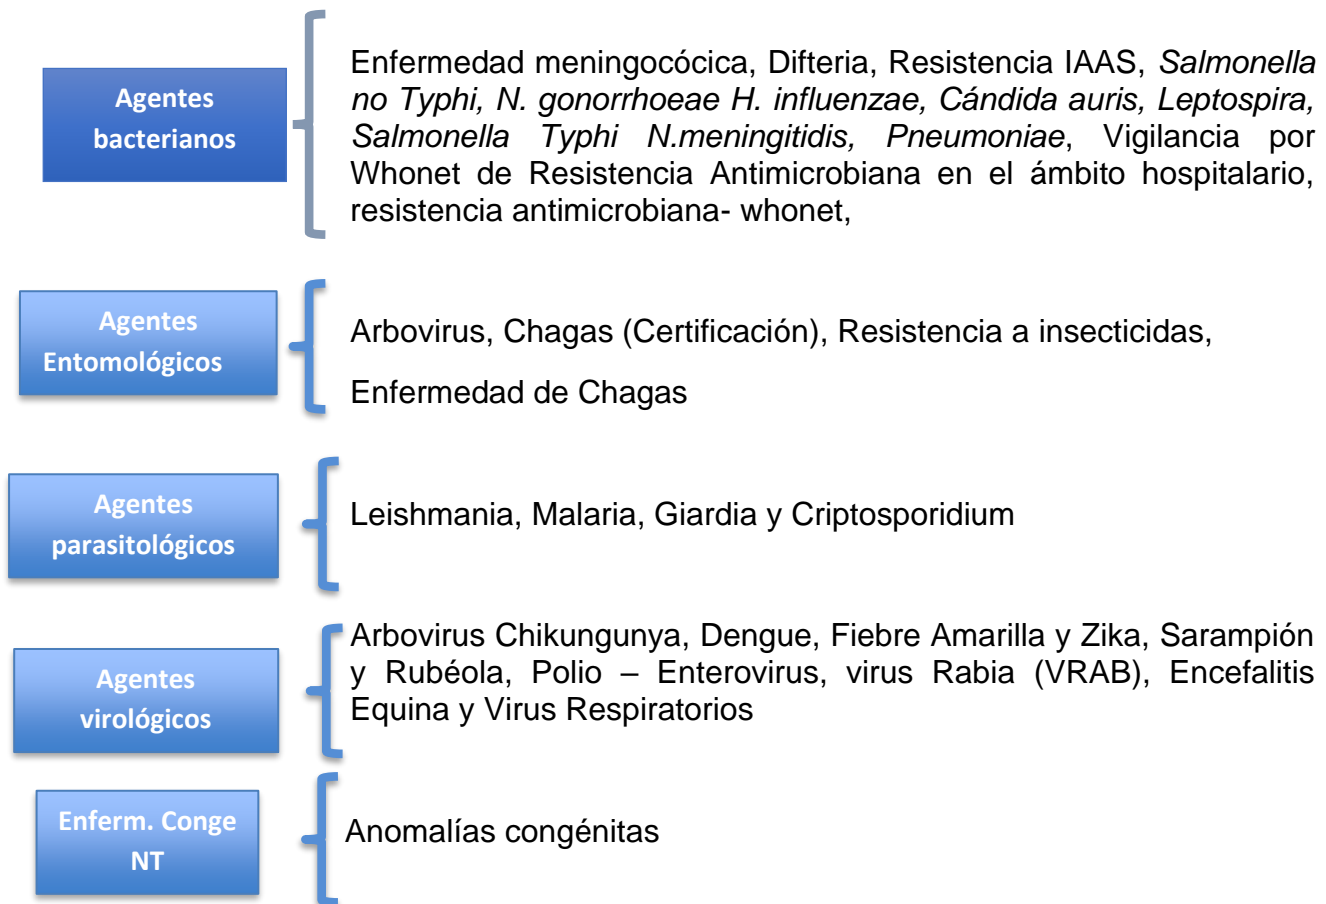 Agentes
bacterianos
Enfermedad meningocócica, Difteria, Resistencia IAAS, Salmonella
no Typhi, N. gonorrhoeae H. influenzae, Cándida auris, Leptospira,
Salmonella Typhi N.meningitidis, Pneumoniae, Vigilancia por
Whonet de Resistencia Antimicrobiana en el ámbito hospitalario,
resistencia antimicrobiana- whonet,
Agentes
Entomológicos
Arbovirus, Chagas (Certificación), Resistencia a insecticidas,
Enfermedad de Chagas
Agentes
parasitológicos
Leishmania, Malaria, Giardia y Criptosporidium
Agentes
virológicos
Arbovirus Chikungunya, Dengue, Fiebre Amarilla y Zika, Sarampión
y Rubéola, Polio – Enterovirus, virus Rabia (VRAB), Encefalitis
Equina y Virus Respiratorios
Enferm. Conge
NT
Anomalías congénitas